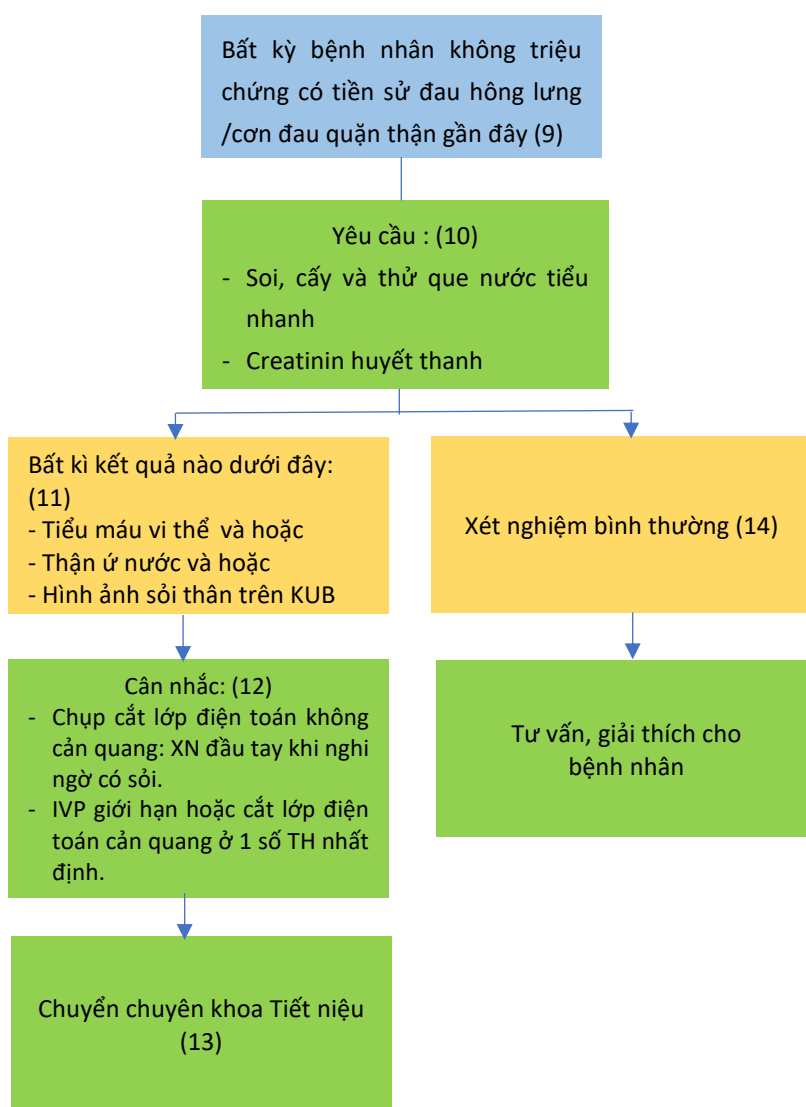 Bất kỳ bệnh nhân không triệu
chứng có tiền sử đau hông lưng
/cơn đau quặn thận gần đây (9)
Yêu cầu : (10)
- Soi, cấy và thử que nước tiểu
nhanh
- Creatinin huyết thanh
Bất kì kết quả nào dưới đây:
(11)
- Tiểu máu vi thể và hoặc
- Thận ứ nước và hoặc
- Hình ảnh sỏi thân trên KUB
Xét nghiệm bình thường (14)
Cân nhắc: (12)
- Chụp cắt lớp điện toán không
cản quang: XN đầu tay khi nghi
ngờ có sỏi.
- IVP giới hạn hoặc cắt lớp điện
toán cản quang ở 1 số TH nhất
định.
Tư vấn, giải thích cho
bệnh nhân
Chuyển chuyên khoa Tiết niệu
(13)